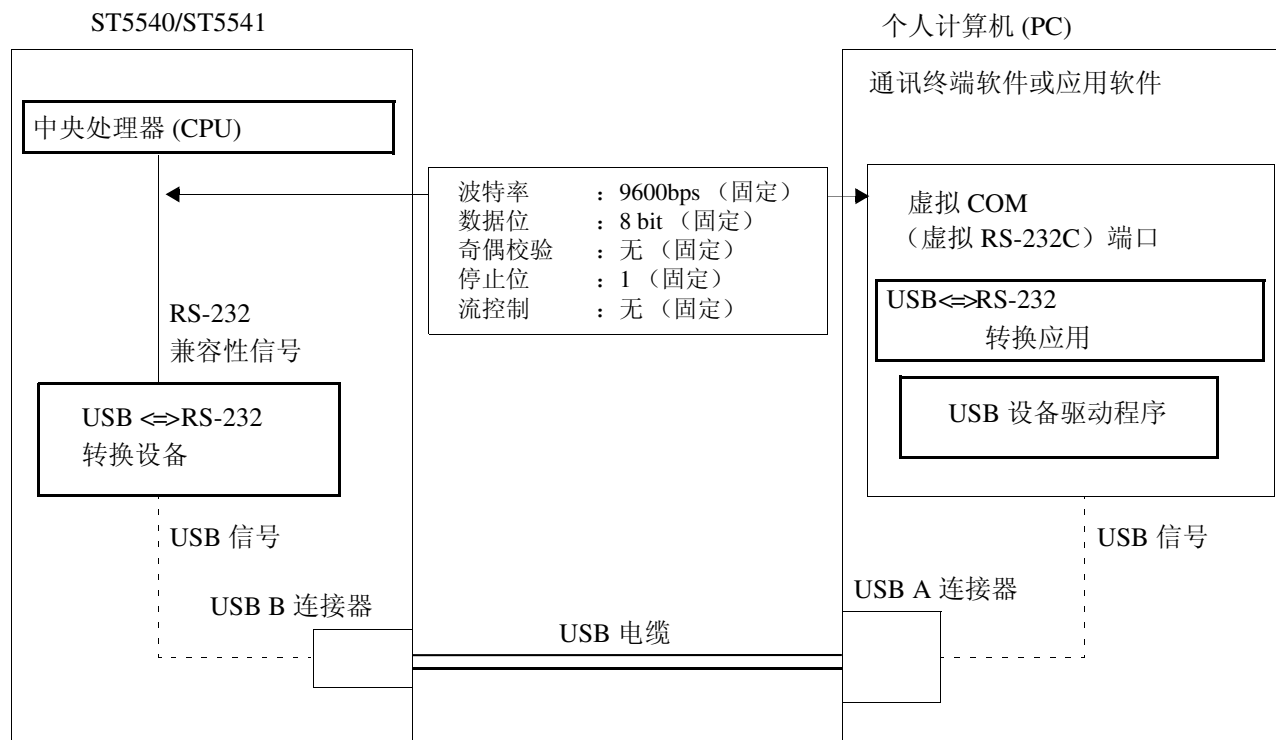 ST5540/ST5541
个人计算机 (PC)
通讯终端软件或应用软件
中央处理器 (CPU)
波特率 : 9600bps （固定）
数据位 : 8 bit （固定）
奇偶校验 : 无 （固定）
停止位 : 1 （固定）
流控制 : 无 （固定）
虚拟 COM
（虚拟 RS-232C）端口
USB<=>RS-232
转换应用
RS-232
兼容性信号
USB <=>RS-232
转换设备
USB 设备驱动程序
USB 信号
USB 信号
USB B 连接器
USB A 连接器
USB 电缆